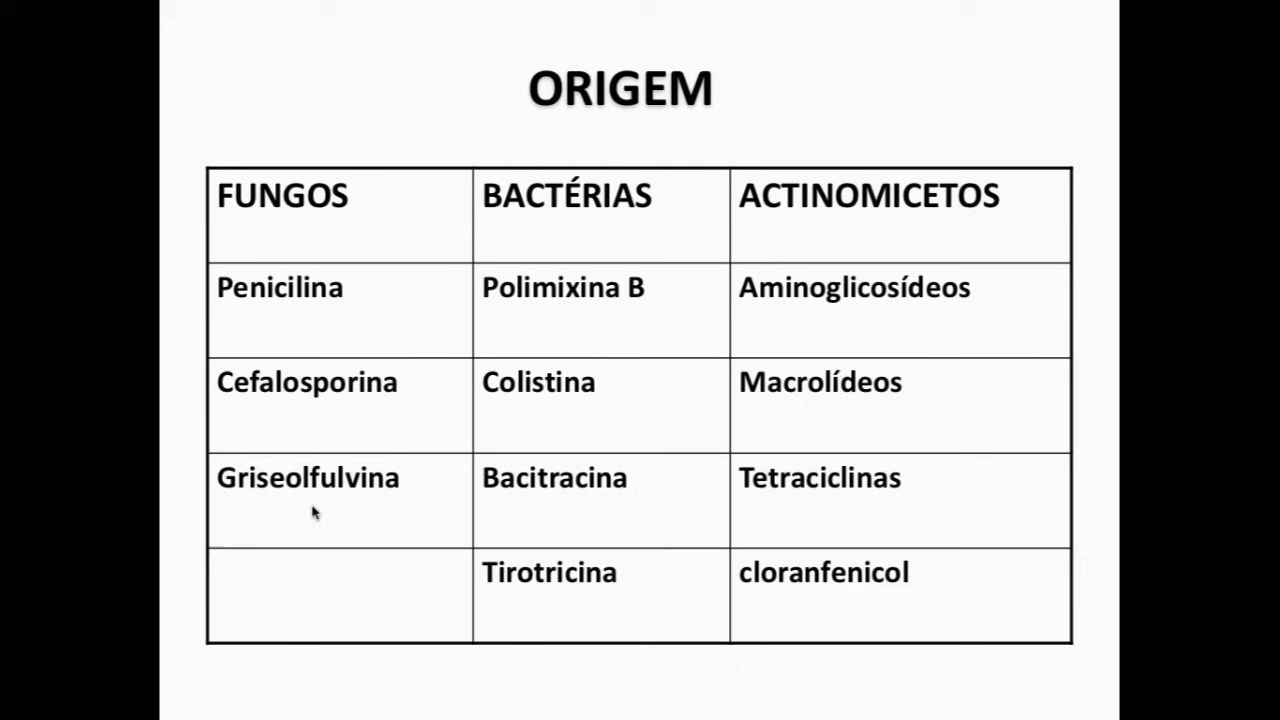 ORIGEM
FUNGOS BACTÉRIAS ACTINOMICETOS
Penicilina Polimixina B Aminoglicosídeos
Cefalosporina Colistina Macrolídeos
Griseolfulvina Bacitracina Tetraciclinas
Tirotricina cloranfenicol